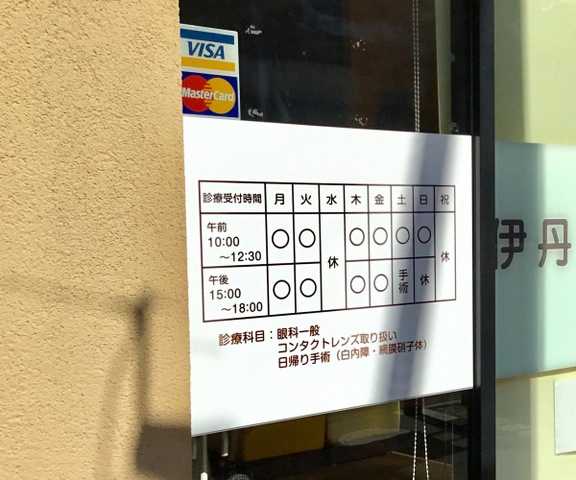 VISA
MasterCard
診療受付時間 月 火 水 木 金 土 日 祝
午前
10:00
～12:30 ○ ○ 休 ○ ○ ○ ○ 休
午後
15:00
～18:00 ○ ○ ○ ○ 手術 休
診療科目：眼科一般
コンタクトレンズ取り扱い
日帰り手術（白内障・網膜硝子体）
伊丹